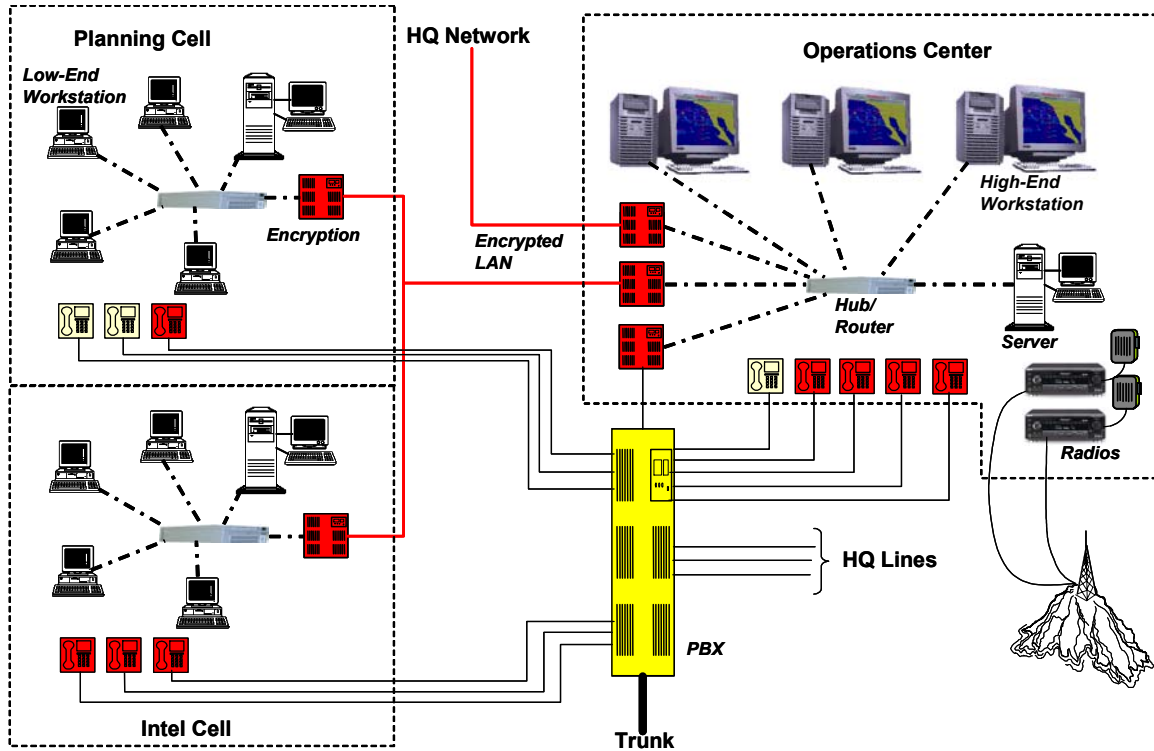 Planning Cell
HQ Network
Operations Center
Low-End
Workstation
High-End
Workstation
Encryption
Encrypted
LAN
Hub/
Router
Server
Radios
HQ Lines
PBX
Intel Cell
Trunk